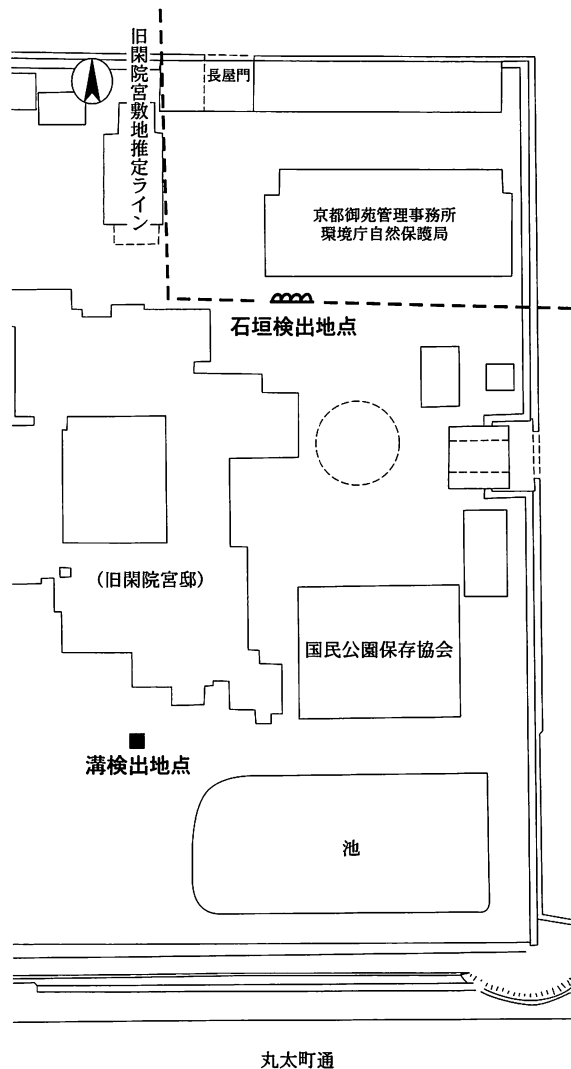 旧閑院宮敷地推定ライン
長屋門
京都御苑管理事務所
環境庁自然保護局
石垣検出地点
（旧閑院宮邸）
国民公園保存協会
溝検出地点
池
丸太町通